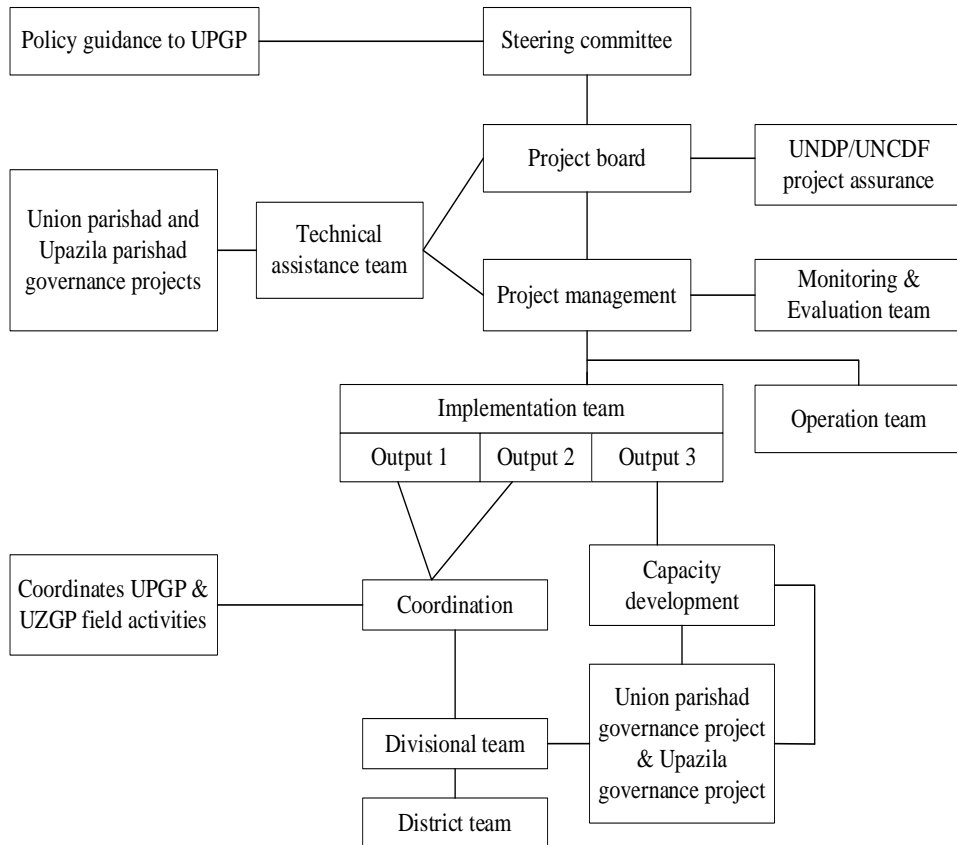 Policy guidance to UPGP
Steering committee
Project board
UNDP/UNCDF
project assurance
Union parishad and
Upazila parishad
governance projects
Technical
assistance team
Project management
Monitoring &
Evaluation team
Implementation team
Operation team
Output 1
Output 2
Output 3
Coordinates UPGP &
UZGP field activities
Coordination
Capacity
development
Divisional team
Union parishad
governance project
& Upazila
governance project
District team